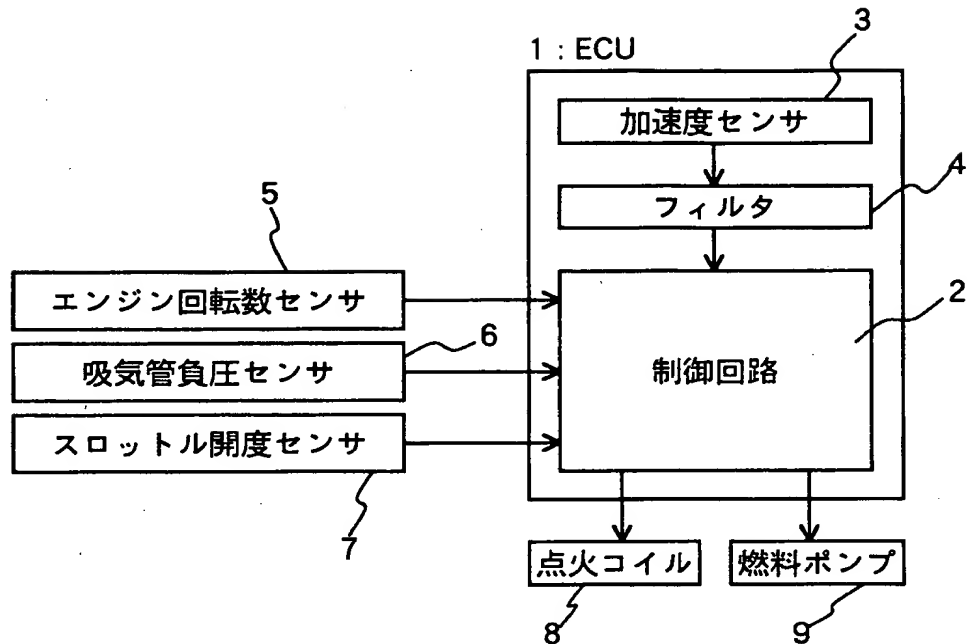 3
1 : ECU
加速度センサ
4
フィルタ
5
エンジン回転数センサ
2
6
吸気管負圧センサ
制御回路
スロットル開度センサ
7
点火コイル
燃料ポンプ
8
9